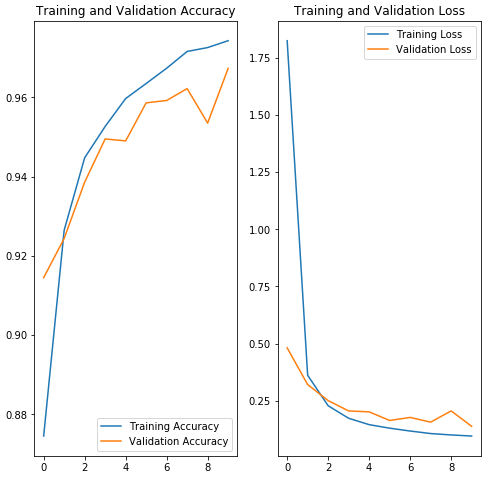 Training and Validation Accuracy
0.96
0.94
0.92
0.90
0.88
0 2 4 6 8
Training Accuracy
Validation Accuracy
Training and Validation Loss
1.75
1.50
1.25
1.00
0.75
0.50
0.25
0 2 4 6 8
Training Loss
Validation Loss